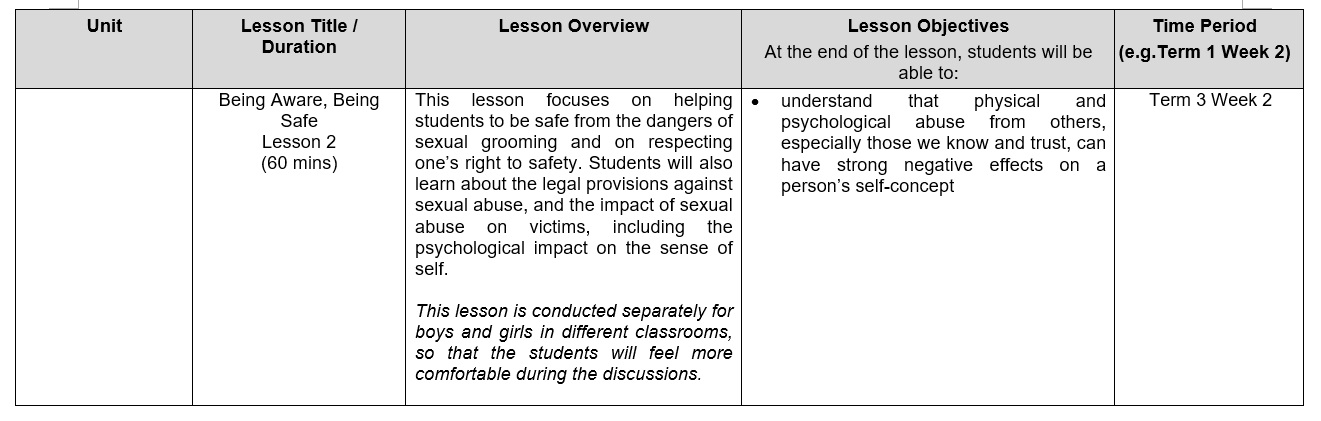 Unit
Lesson Title /
Duration
Lesson Overview
Lesson Objectives
At the end of the lesson, students will be
able to:
Time Period
(e.g.Term 1 Week 2)
Being Aware, Being
Safe
Lesson 2
(60 mins)
This lesson focuses on helping
students to be safe from the dangers of
sexual grooming and on respecting
one’s right to safety. Students will also
learn about the legal provisions against
sexual abuse, and the impact of sexual
abuse on victims, including the
psychological impact on the sense of
self.
This lesson is conducted separately for
boys and girls in different classrooms,
so that the students will feel more
comfortable during the discussions.
• understand that physical and
psychological abuse from others,
especially those we know and trust, can
have strong negative effects on a
person’s self-concept
Term 3 Week 2